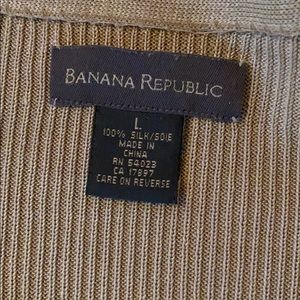 BANANA REPUBLIC
L
100% SILK/SOIE
MADE IN
CHINA
RN 54023
CA 17897
CARE ON REVERSE